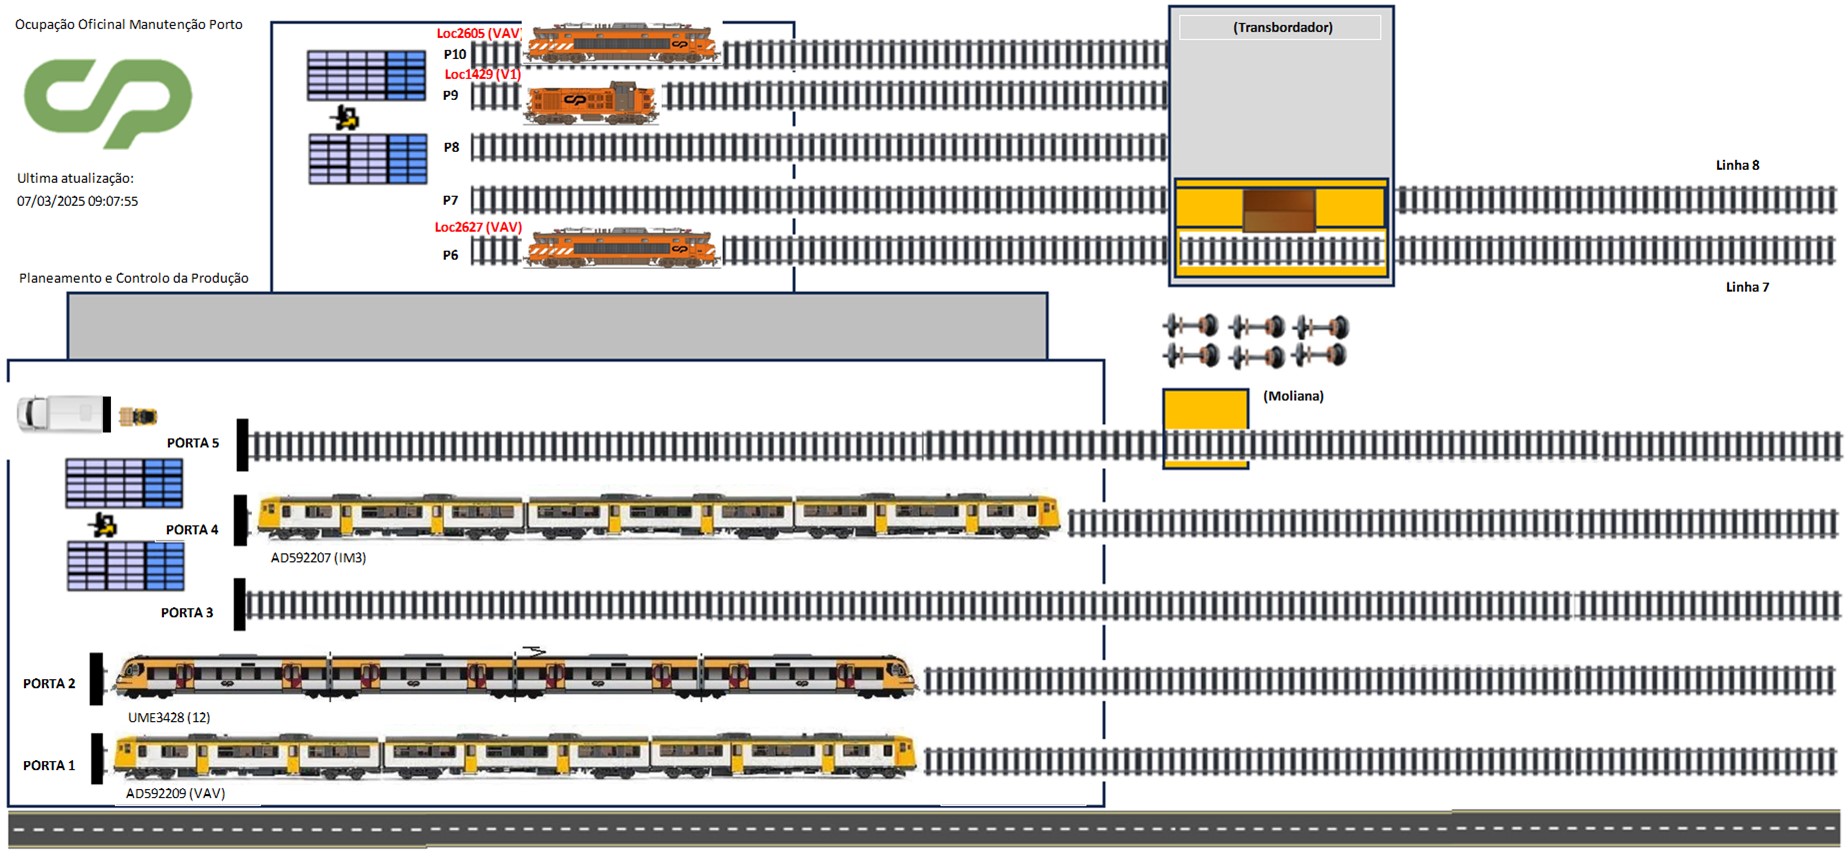 Ocupação Oficinal Manutenção Porto
Loc2605 (VAV)
(Transbordador)
P10
Loc1429 (V1)
P9
P8
Linha 8
Ultima atualização:
07/03/2025 09:07:55
P7
Loc2627 (VAV)
P6
Planeamento e Controlo da Produção
Linha 7
(Moliana)
PORTA 5
PORTA 4
AD592207 (IM3)
PORTA 3
PORTA 2
UME3428 (12)
PORTA 1
AD592209 (VAV)